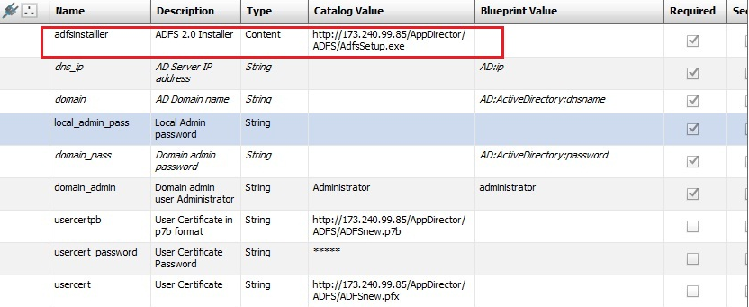 Name Description Type Catalog Value Blueprint Value Required Sec
adfsinstalller ADFS 2.0 Installer Content http://173.240.99.85/AppDirector/
ADFS/AdfsSetup.exe
dns_ip AD Server IP String AD:ip
address
domain AD Domain name String AD:ActiveDirectory:dnsname
local_admin_pass Local Admin String
password
domain_pass Domain admin String AD:ActiveDirectory:password
password
domain_admin Domain admin String Administrator administrator
user Administrator
usercertpb User Certificate in String http://173.240.99.85/AppDirector/
p7b format ADFS/ADFSnew.p7b
usercert_password User Certificate String *****
Password
usercert User Certificate String http://173.240.99.85/AppDirector/
ADFS/ADFSnew.pfx